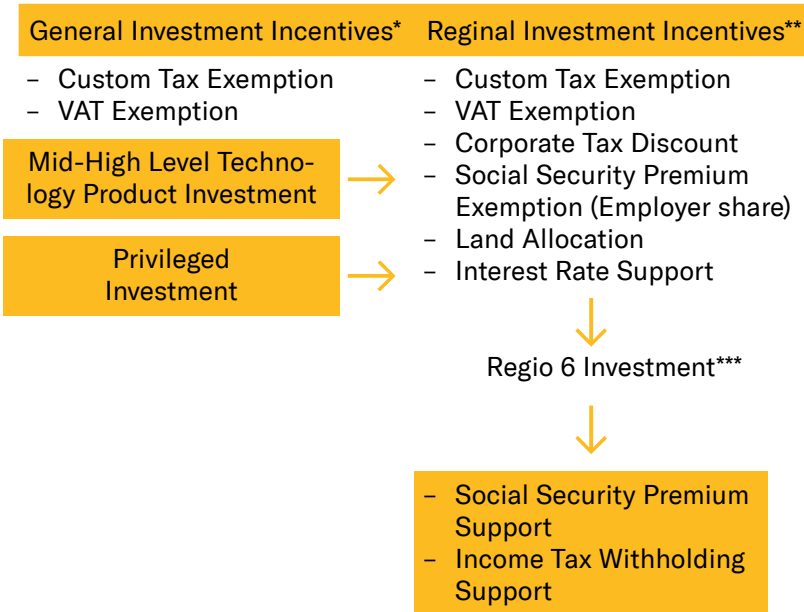 General Investment Incentives*
– Custom Tax Exemption
– VAT Exemption
Mid-High Level Techno-
logy Product Investment
Privileged
Investment
Reginal Investment Incentives**
– Custom Tax Exemption
– VAT Exemption
– Corporate Tax Discount
– Social Security Premium
Exemption (Employer share)
– Land Allocation
– Interest Rate Support
Regio 6 Investment***
– Social Security Premium
Support
– Income Tax Withholding
Support